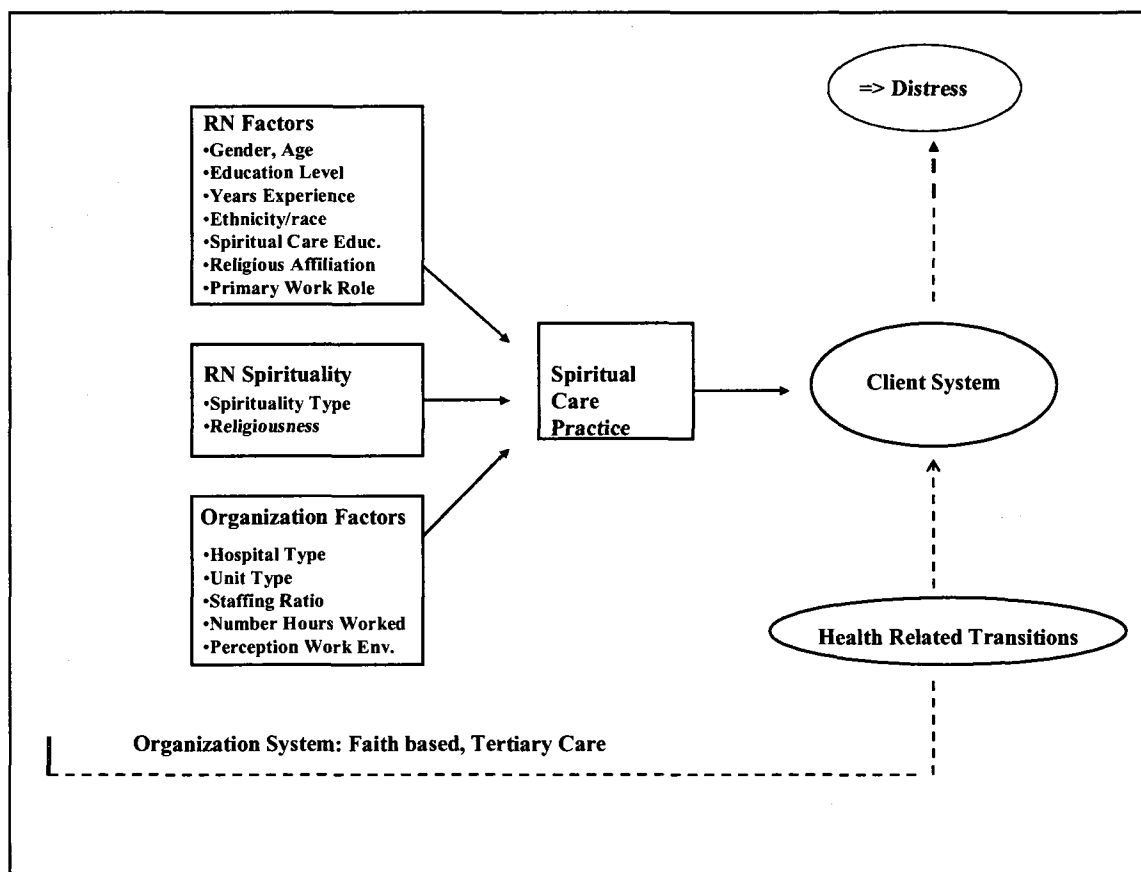 => Distress
RN Factors
•Gender, Age
•Education Level
•Years Experience
•Ethnicity/race
•Spiritual Care Educ.
•Religious Affiliation
•Primary Work Role
RN Spirituality
•Spirituality Type
•Religiousness
Spiritual
Care
Practice
Client System
Organization Factors
•Hospital Type
•Unit Type
•Staffing Ratio
•Number Hours Worked
•Perception Work Env.
Health Related Transitions
Organization System: Faith based, Tertiary Care